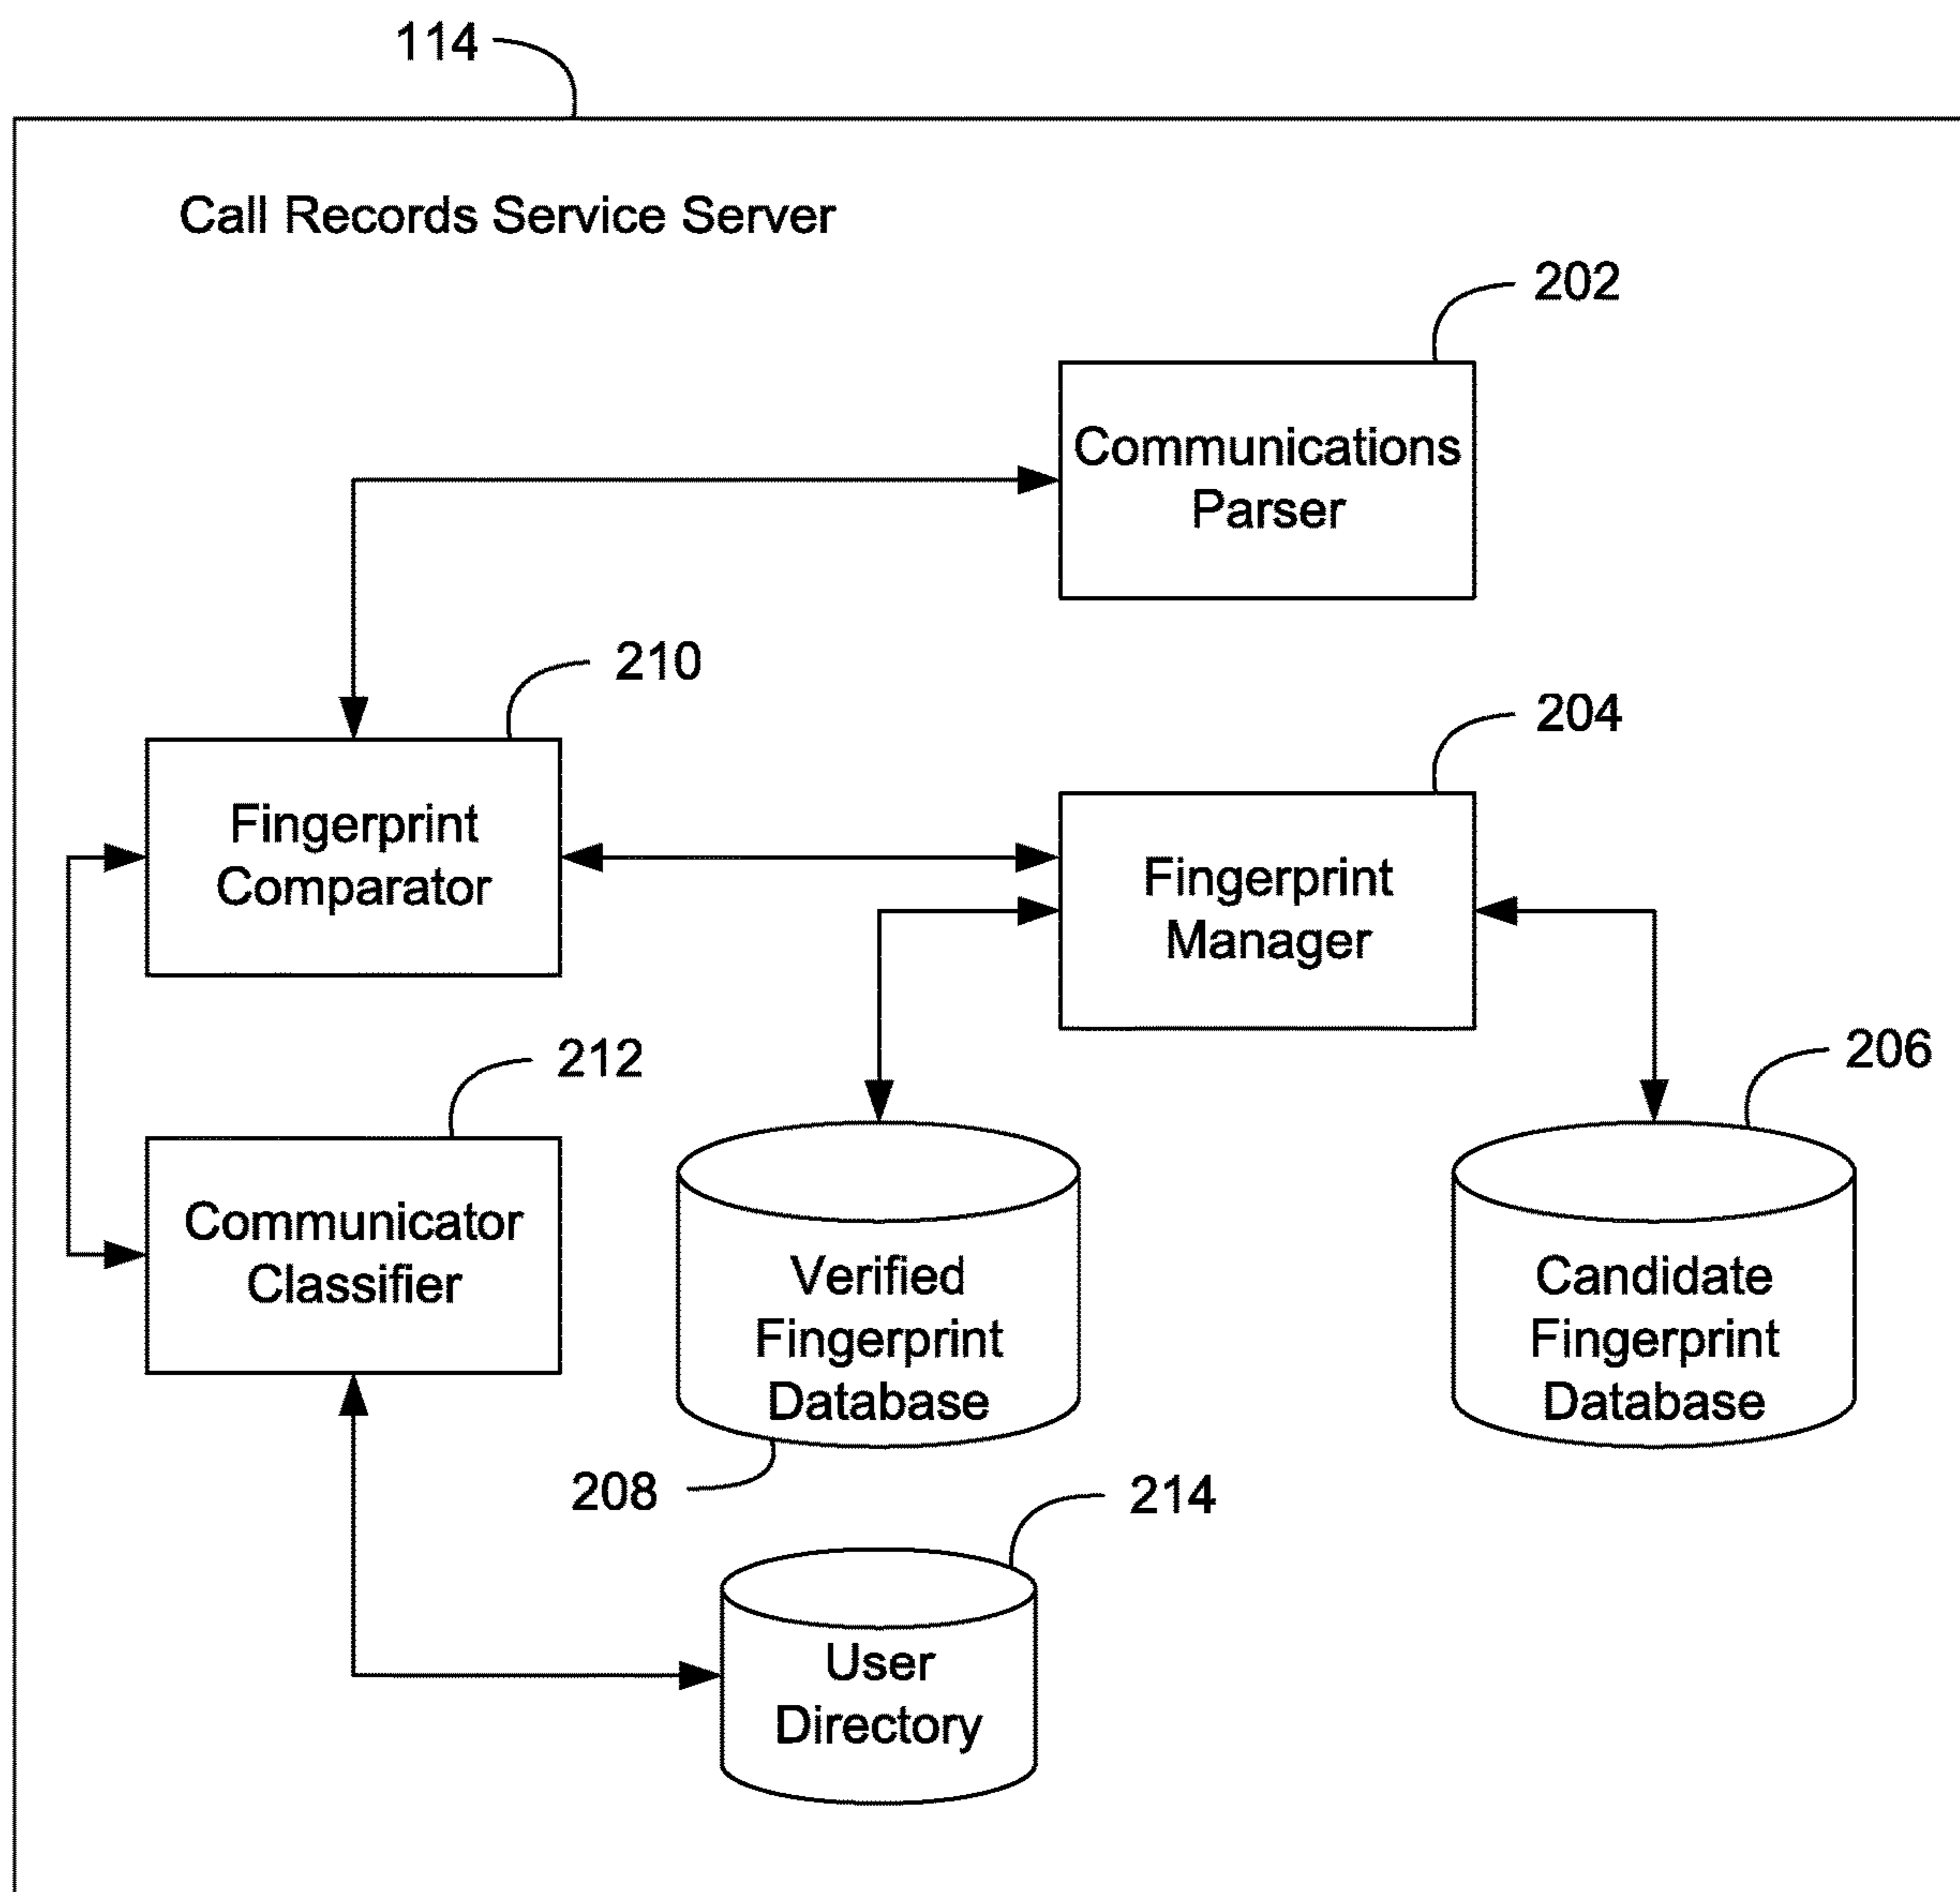 114
Call Records Service Server
202
Communications
Parser
210
204
Fingerprint
Comparator
Fingerprint
Manager
212
206
Communicator
Classifier
Verified
Fingerprint
Database
Candidate
Fingerprint
Database
208
214
User
Directory